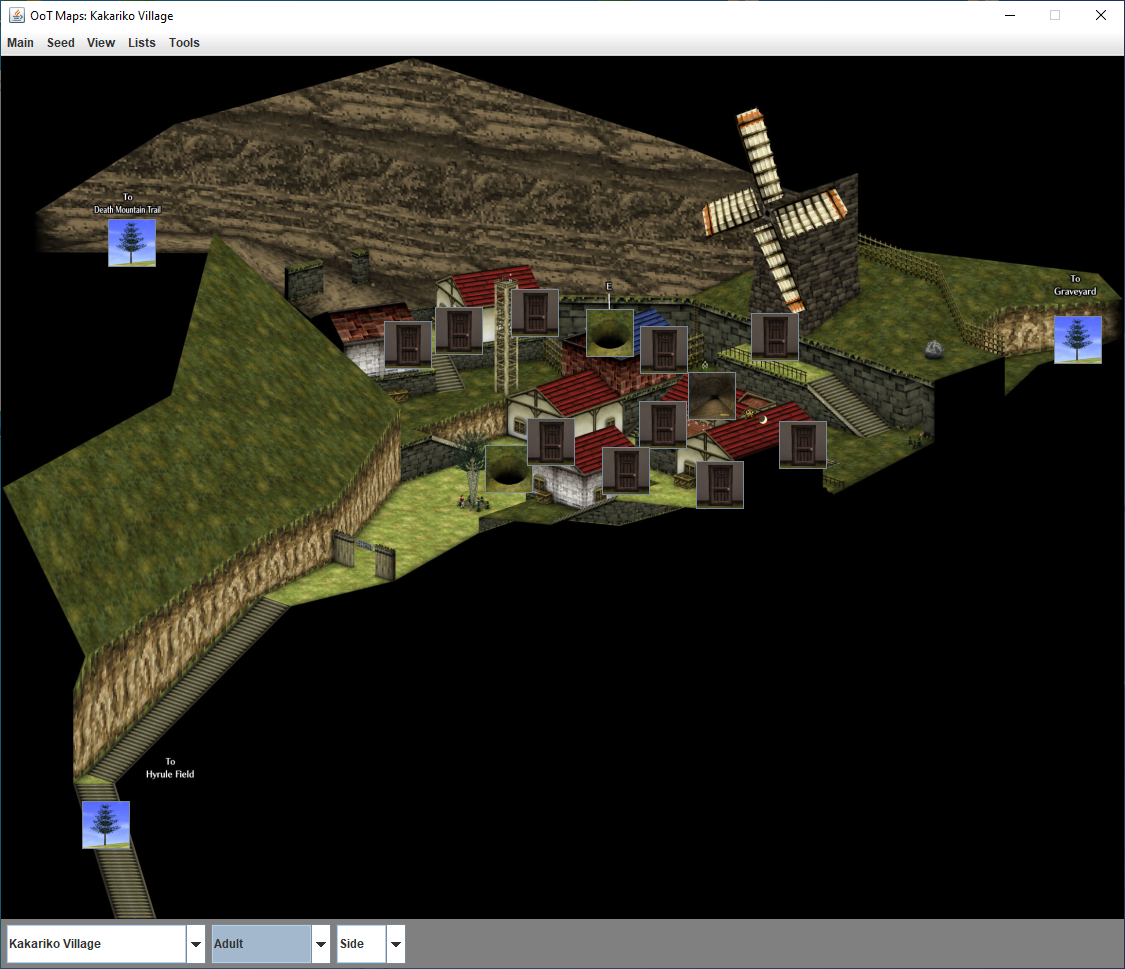 OoT Maps: Kakariko Village
Main Seed View Lists Tools
To
Death Mountain Trail
E
To
Graveyard
To
Hyrule Field
Kakariko Village
Adult
Side